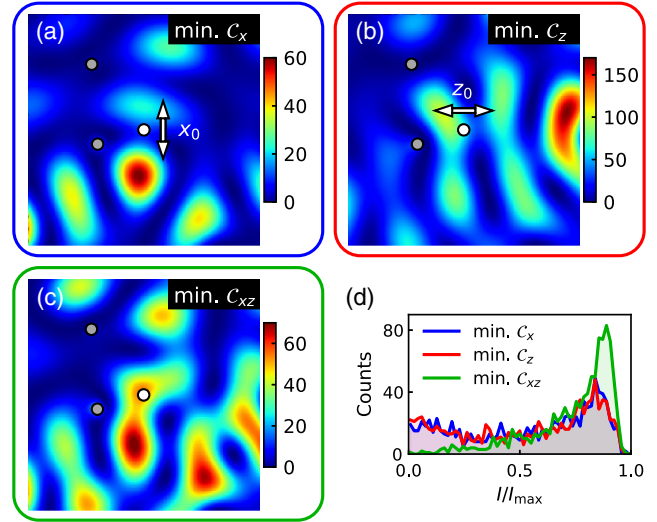 (a) min. 𝒞x
60
40
20
0
x0
(b) min. 𝒞z
150
100
50
0
z0
(c) min. 𝒞xz
60
40
20
0
(d)
80
40
0
Counts
min. 𝒞x
min. 𝒞z
min. 𝒞xz
0.0 0.5 1.0
I/Imax